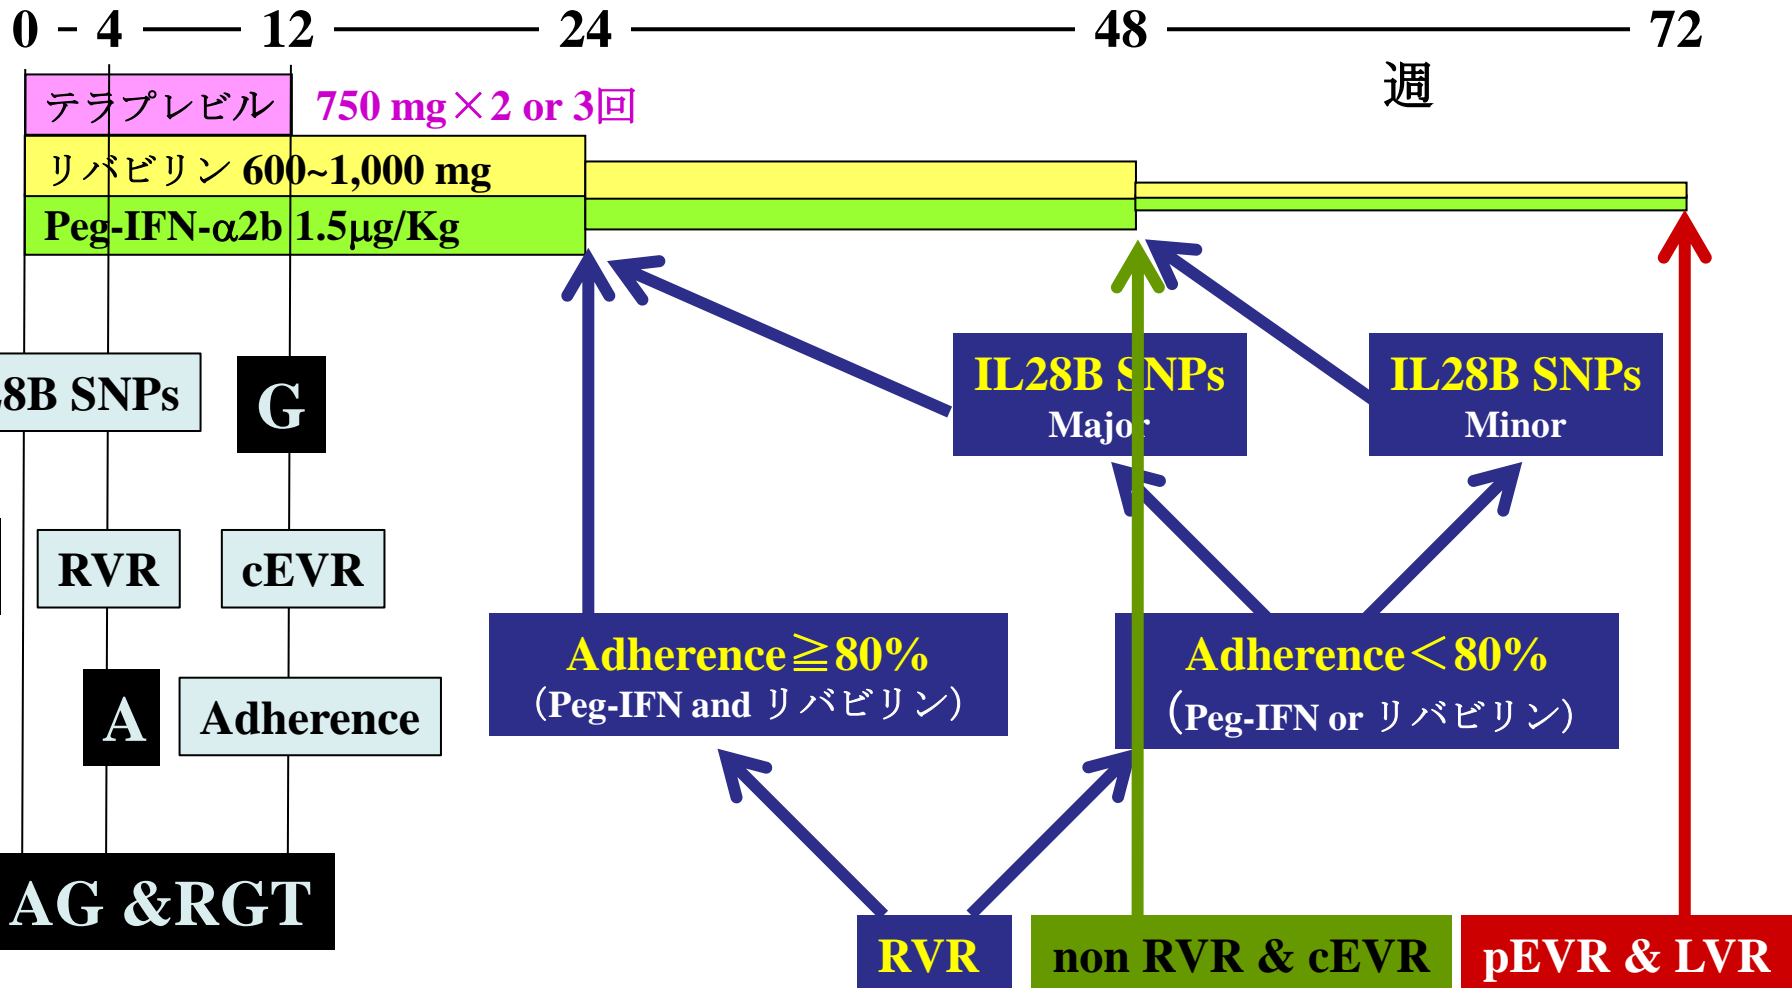 0 - 4 — 12 — 24 — 48 — 72
週
テラプレビル 750 mg×2 or 3回
リバビリン 600~1,000 mg
Peg-IFN-α2b 1.5μg/Kg
8B SNPs
G
IL28B SNPs
Major
IL28B SNPs
Minor
RVR
cEVR
A
Adherence
Adherence≧80%
(Peg-IFN and リバビリン)
Adherence<80%
(Peg-IFN or リバビリン)
AG &RGT
RVR
non RVR & cEVR
pEVR & LVR